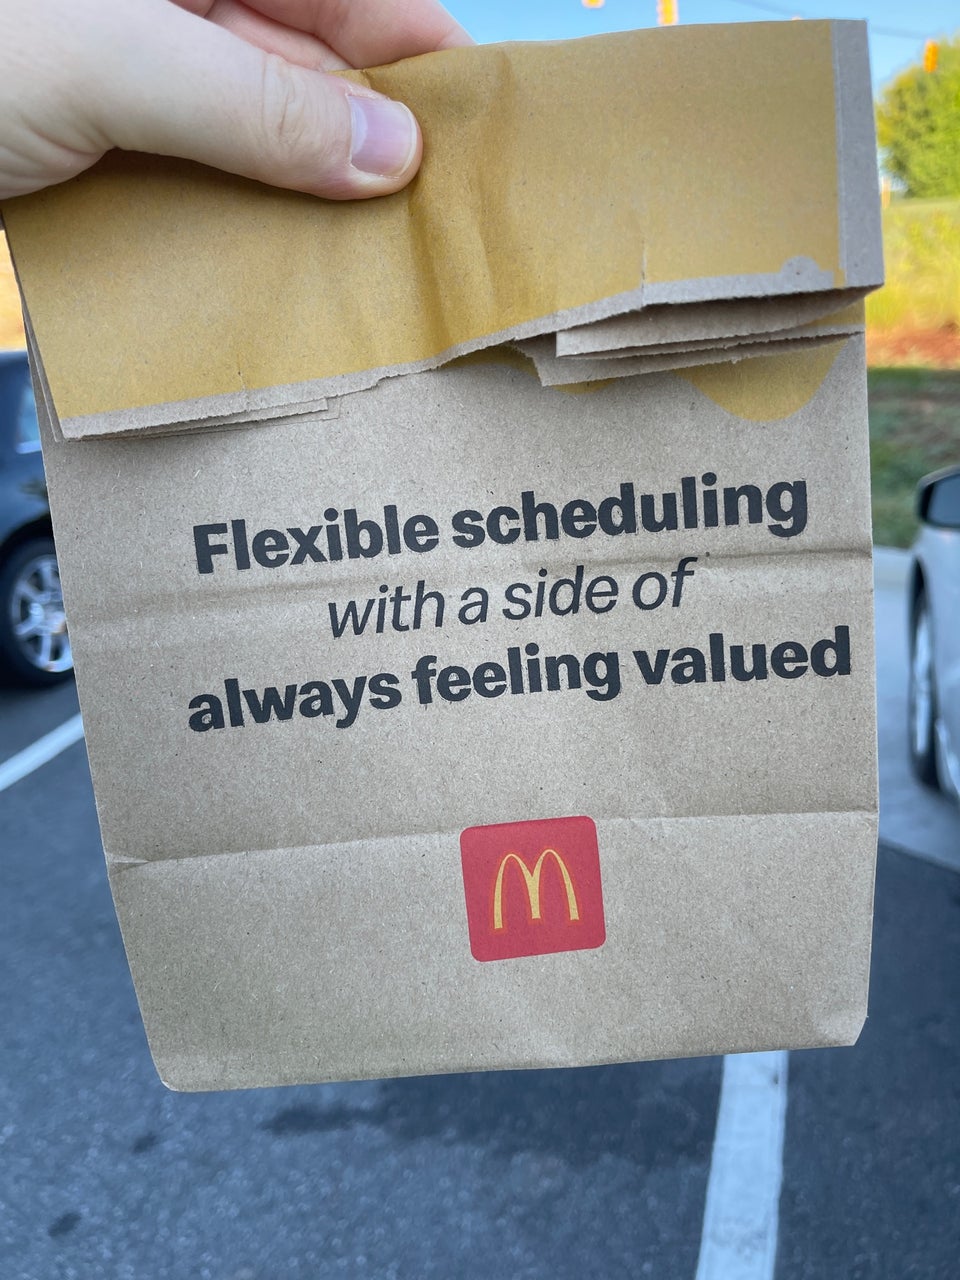 Flexible scheduling
with a side of
always feeling valued